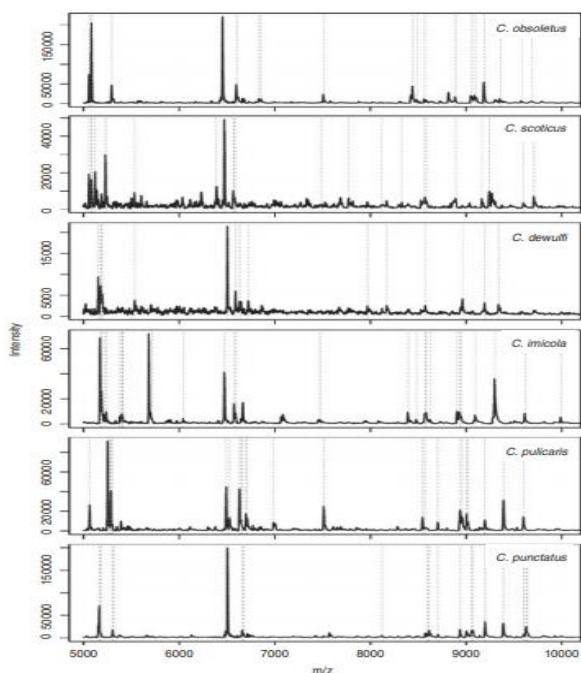 Intensity
150000
50000
0
C. obsoletus
40000
20000
0
C. scoticus
15000
5000
0
C. dewulfi
60000
20000
0
C. imicola
60000
20000
0
C. pulicaris
150000
50000
0
C. punctatus
5000 6000 7000 8000 9000 10000
m/z